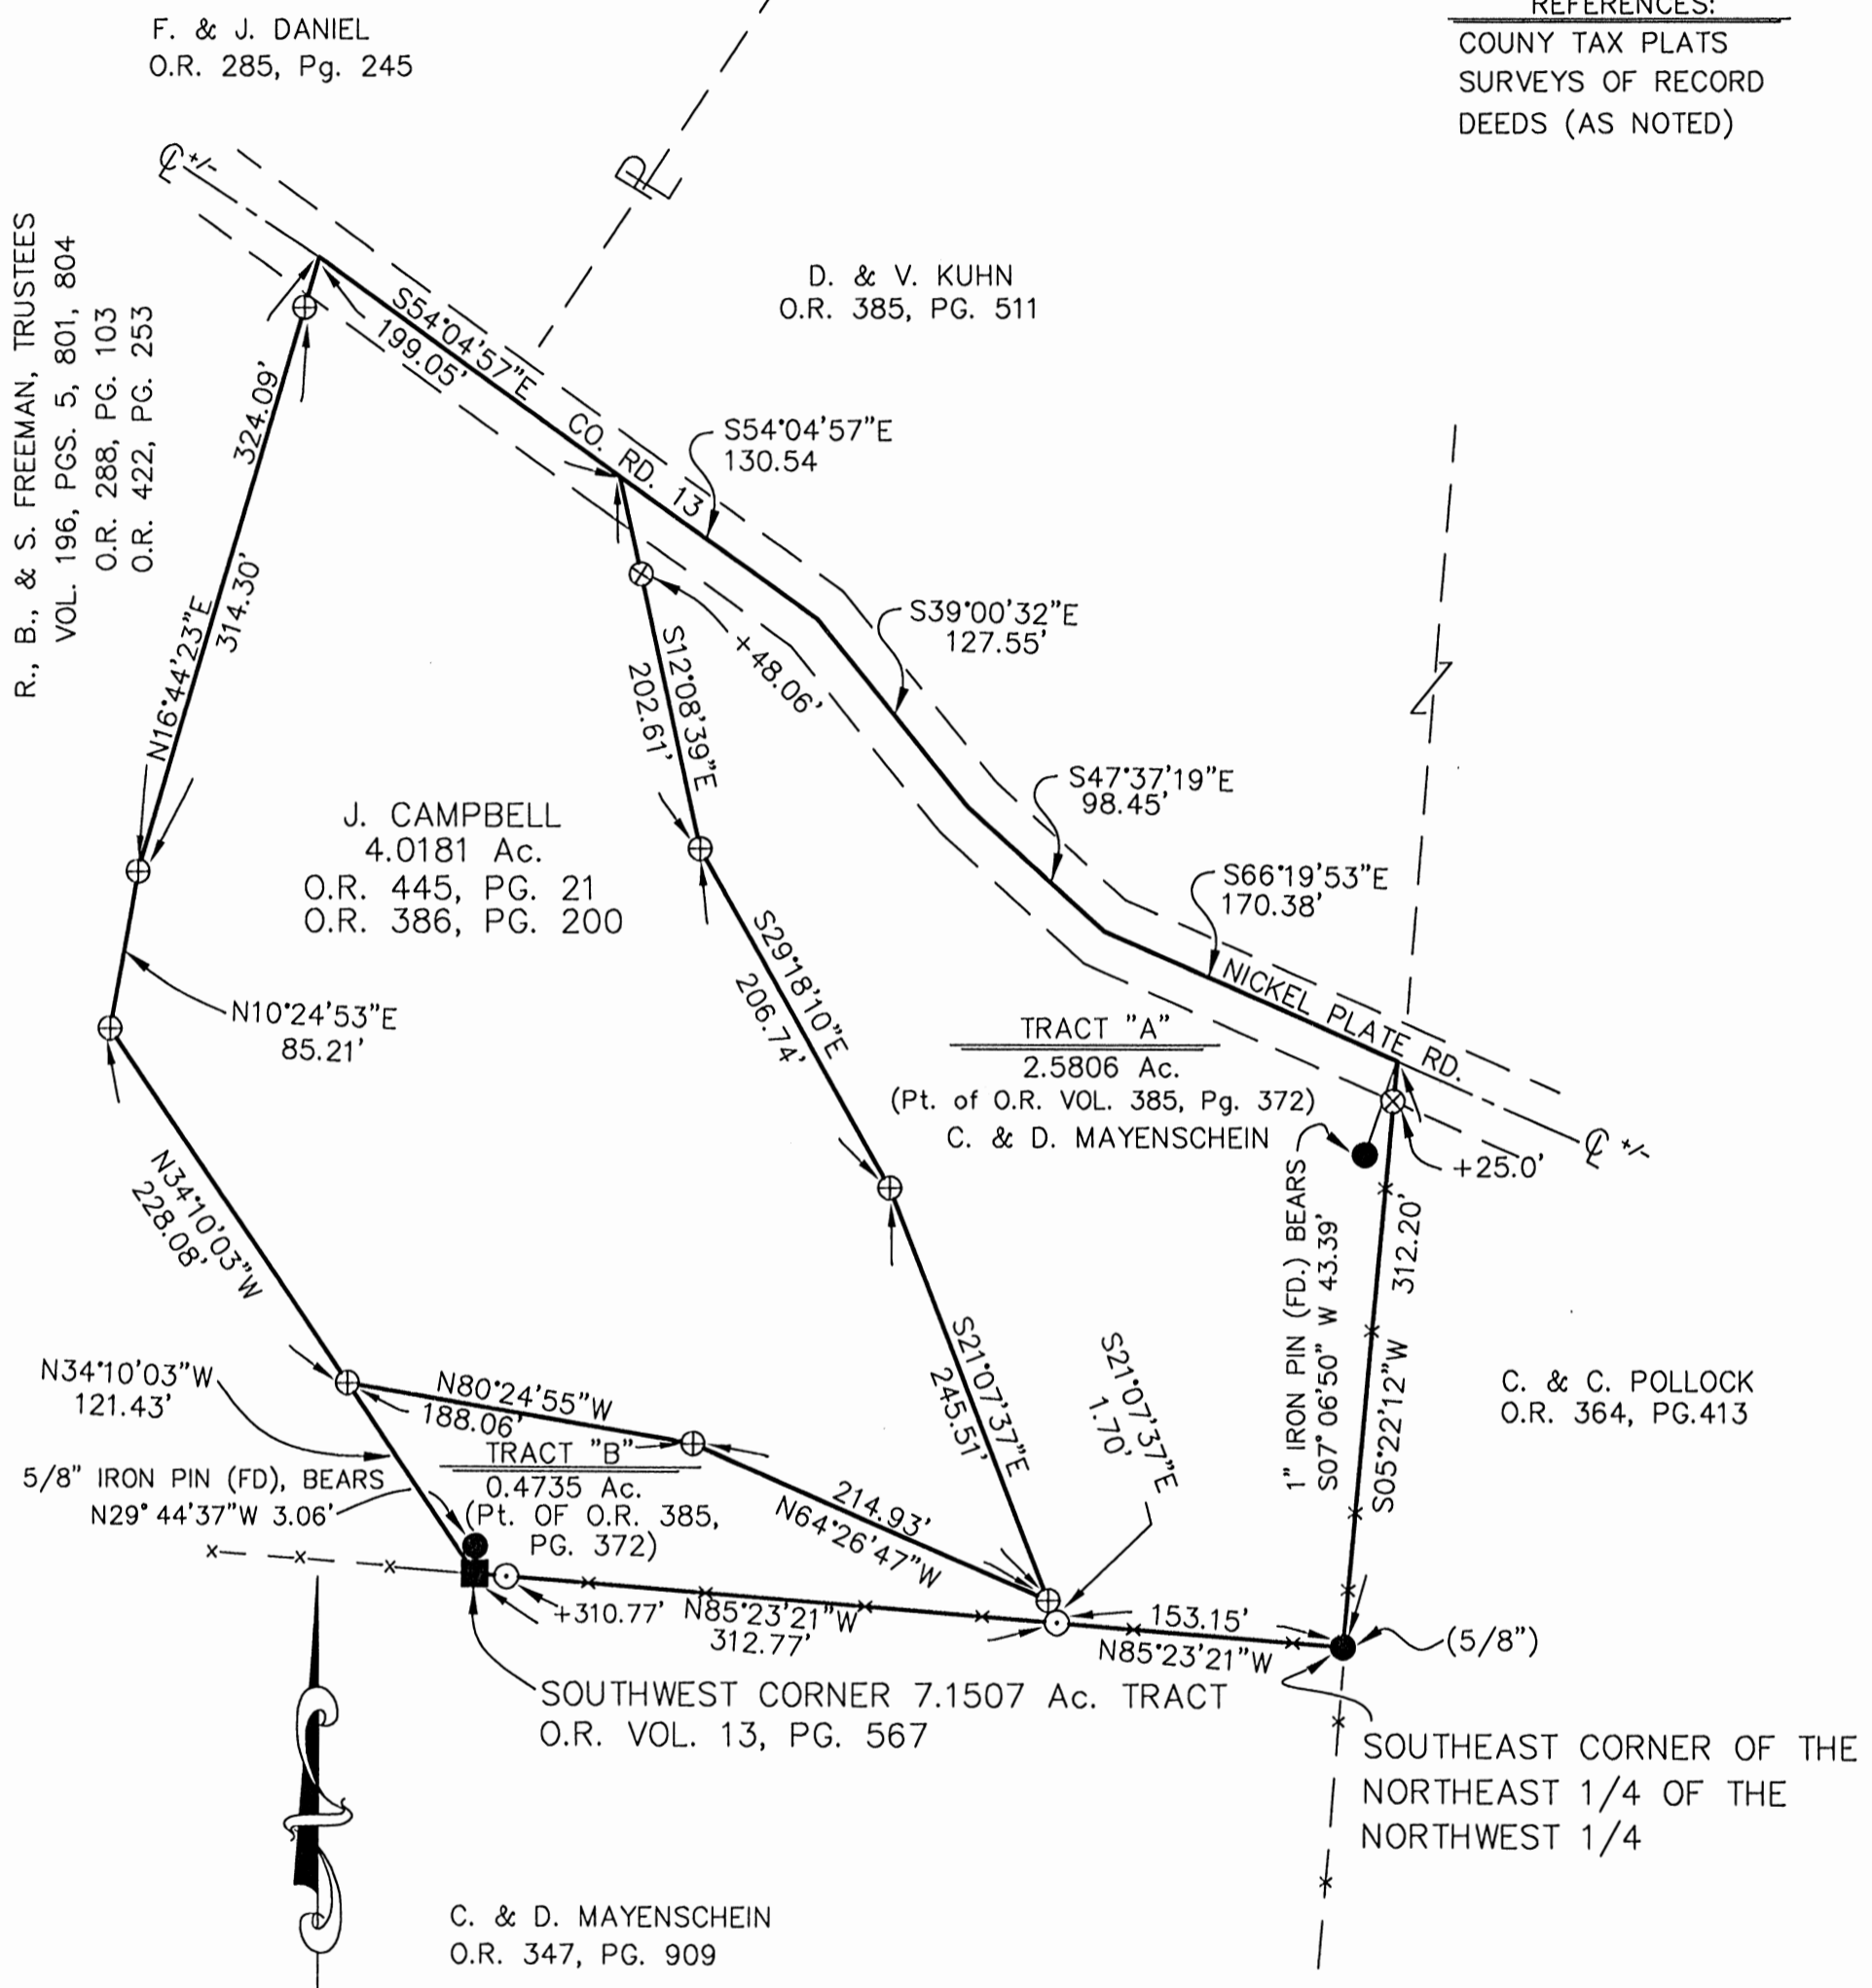 F. & J. DANIEL
O.R. 285, Pg. 245
REFERENCES:
COUNY TAX PLATS
SURVEYS OF RECORD
DEEDS (AS NOTED)
℄ +/-
P
R., B., & S. FREEMAN, TRUSTEES
VOL. 196, PGS. 5, 801, 804
O.R. 288, PG. 103
O.R. 422, PG. 253
D. & V. KUHN
O.R. 385, PG. 511
S54°04'57"E
199.05'
CO. RD. 13
S54°04'57"E
130.54
324.09'
N16°44'23"E
314.30'
S39°00'32"E
127.55'
+48.06'
S12°08'39"E
202.61'
S47°37'19"E
98.45'
S66°19'53"E
170.38'
NICKEL PLATE RD.
J. CAMPBELL
4.0181 Ac.
O.R. 445, PG. 21
O.R. 386, PG. 200
N10°24'53"E
85.21'
S29°18'10"E
206.74'
TRACT "A"
2.5806 Ac.
(Pt. of O.R. VOL. 385, Pg. 372)
C. & D. MAYENSCHEIN
℄ +/-
+25.0'
1" IRON PIN (FD.) BEARS
S07°06'50" W 43.39'
312.20'
S05°22'12"W
N34°10'03"W
228.08'
S21°07'37"E
245.51'
S21°07'37"E
1.70'
C. & C. POLLOCK
O.R. 364, PG.413
N34°10'03"W
121.43'
N80°24'55"W
188.06'
TRACT "B"
0.4735 Ac.
(Pt. OF O.R. 385,
PG. 372)
5/8" IRON PIN (FD), BEARS
N29°44'37"W 3.06'
214.93'
N64°26'47"W
+310.77'
N85°23'21"W
312.77'
153.15'
N85°23'21"W
(5/8")
SOUTHWEST CORNER 7.1507 Ac. TRACT
O.R. VOL. 13, PG. 567
SOUTHEAST CORNER OF THE
NORTHEAST 1/4 OF THE
NORTHWEST 1/4
C. & D. MAYENSCHEIN
O.R. 347, PG. 909